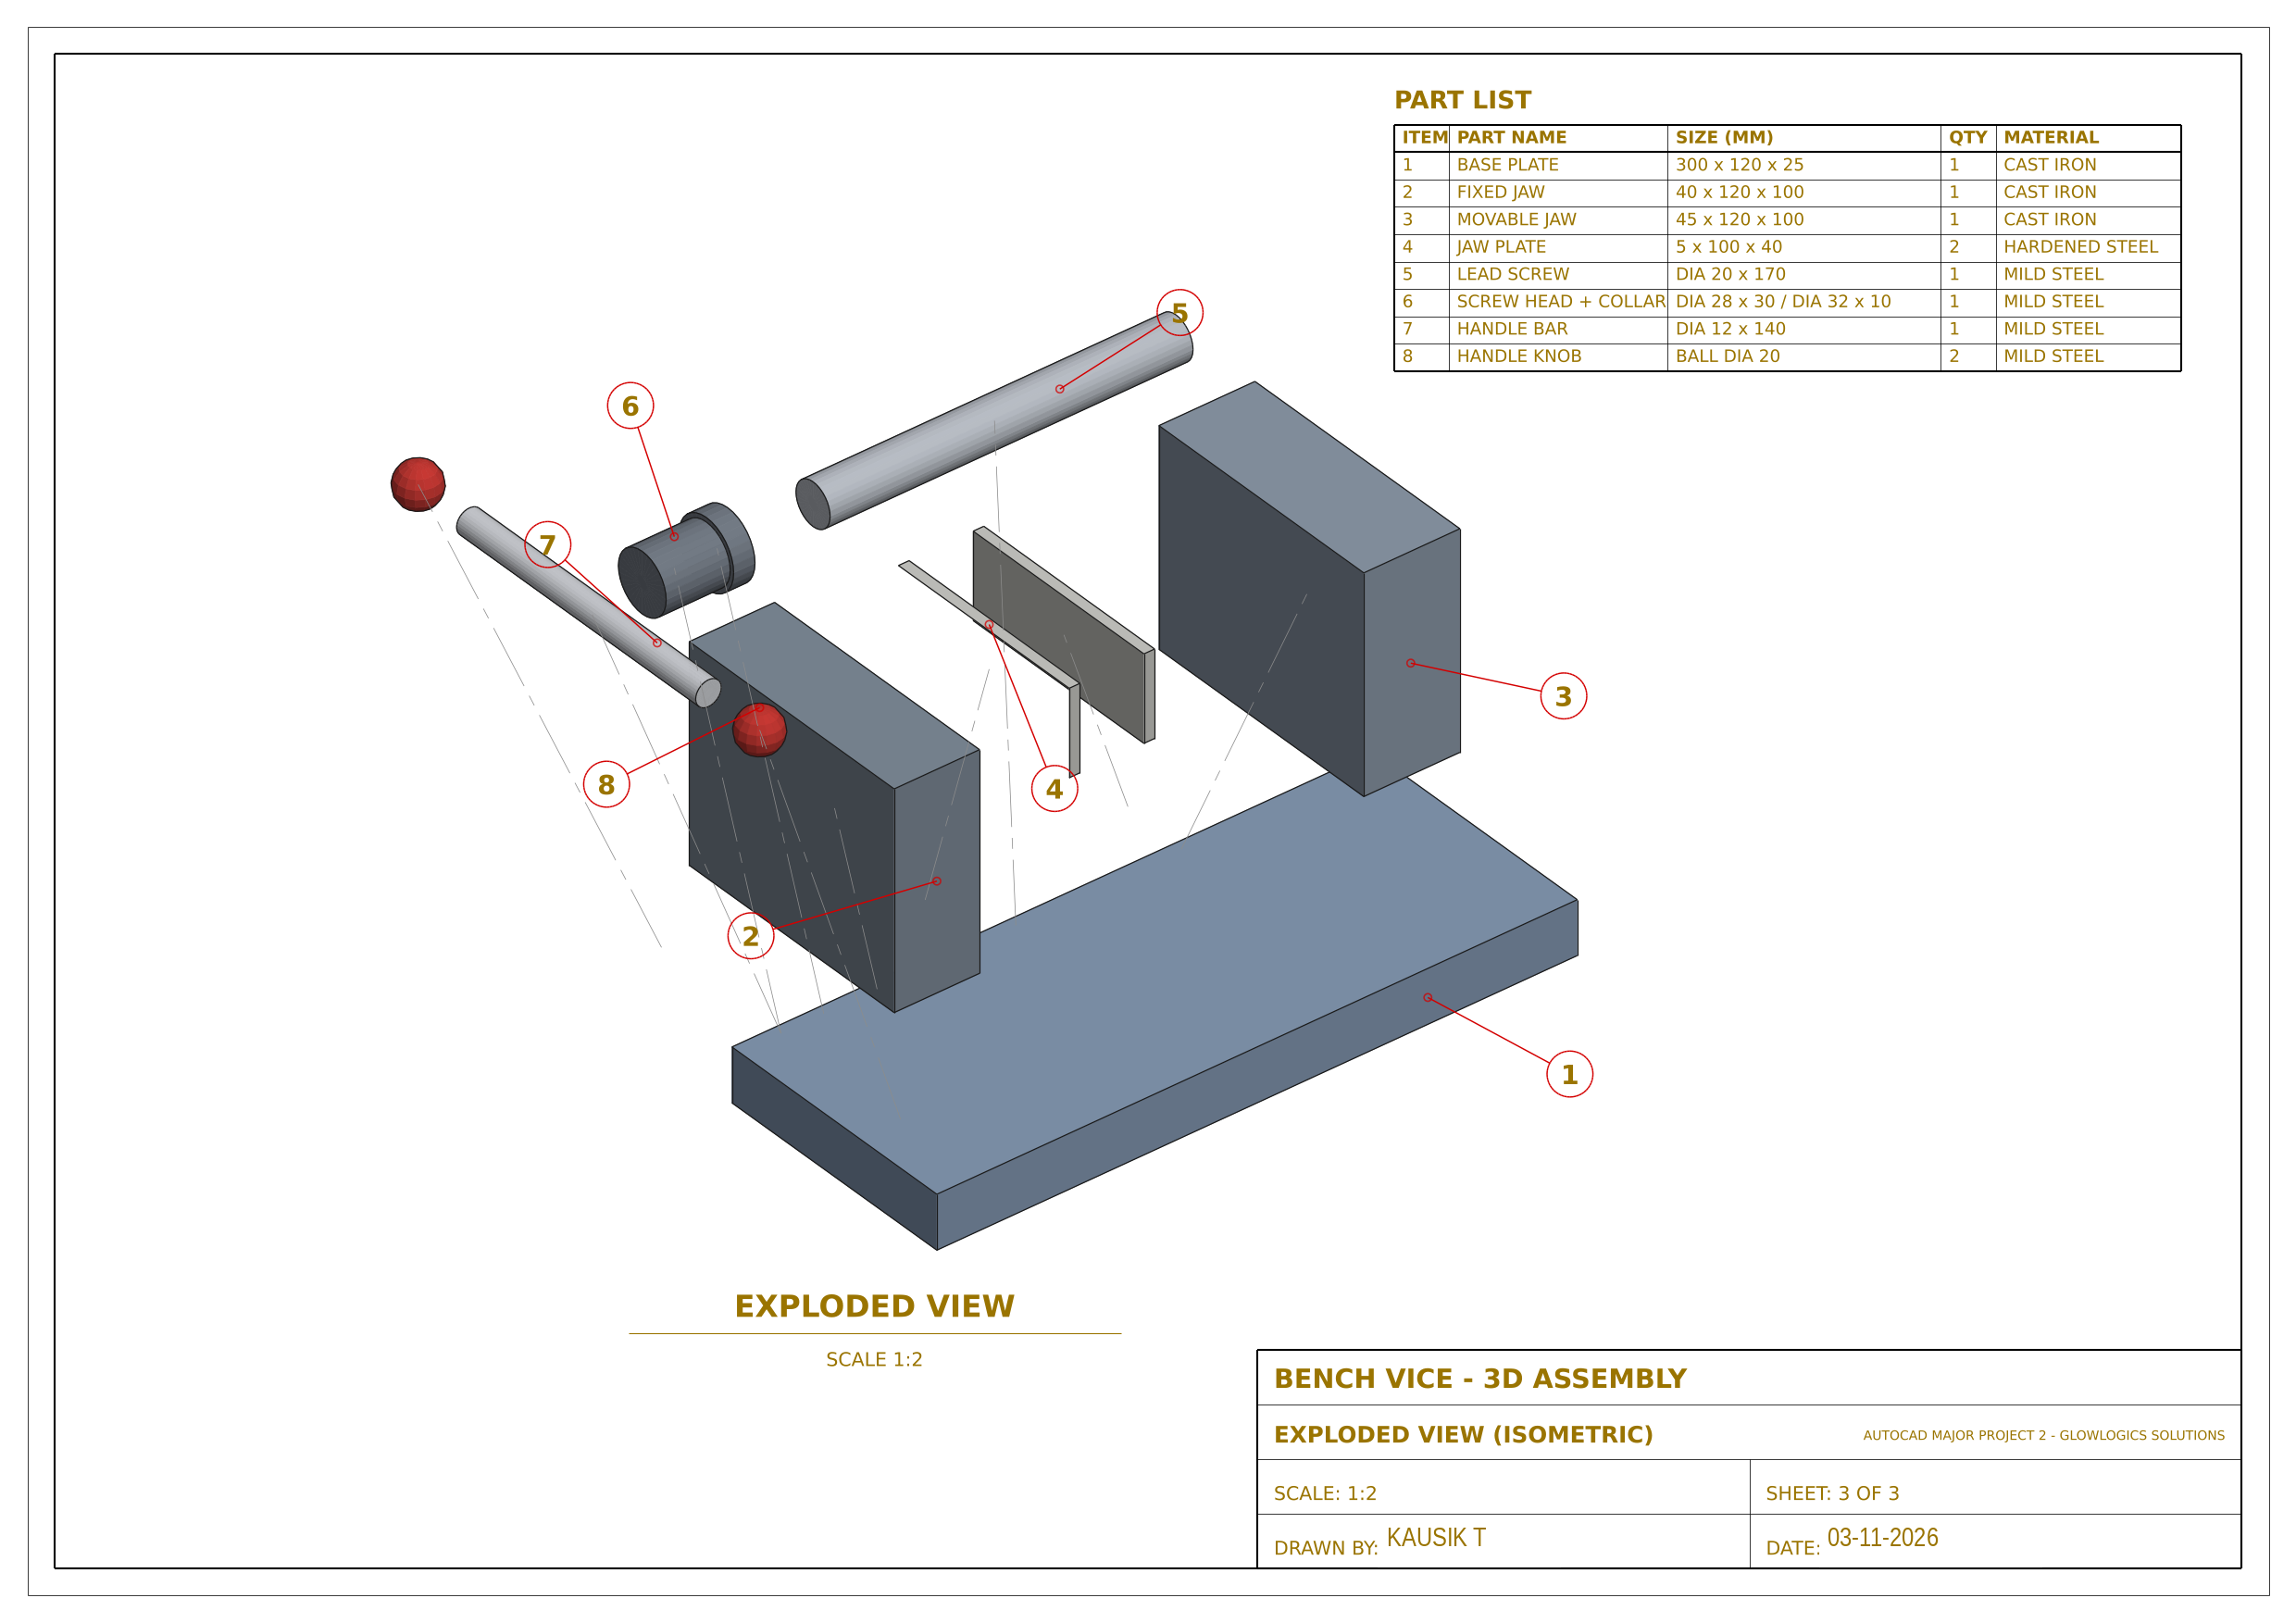 PART LIST
ITEM PART NAME SIZE (MM) QTY MATERIAL
1 BASE PLATE 300 x 120 x 25 1 CAST IRON
2 FIXED JAW 40 x 120 x 100 1 CAST IRON
3 MOVABLE JAW 45 x 120 x 100 1 CAST IRON
4 JAW PLATE 5 x 100 x 40 2 HARDENED STEEL
5 LEAD SCREW DIA 20 x 170 1 MILD STEEL
6 SCREW HEAD + COLLAR DIA 28 x 30 / DIA 32 x 10 1 MILD STEEL
7 HANDLE BAR DIA 12 x 140 1 MILD STEEL
8 HANDLE KNOB BALL DIA 20 2 MILD STEEL
5
6
7
3
8
4
2
1
EXPLODED VIEW
SCALE 1:2
BENCH VICE - 3D ASSEMBLY
EXPLODED VIEW (ISOMETRIC) AUTOCAD MAJOR PROJECT 2 - GLOWLOGICS SOLUTIONS
SCALE: 1:2 SHEET: 3 OF 3
DRAWN BY: KAUSIK T DATE: 03-11-2026